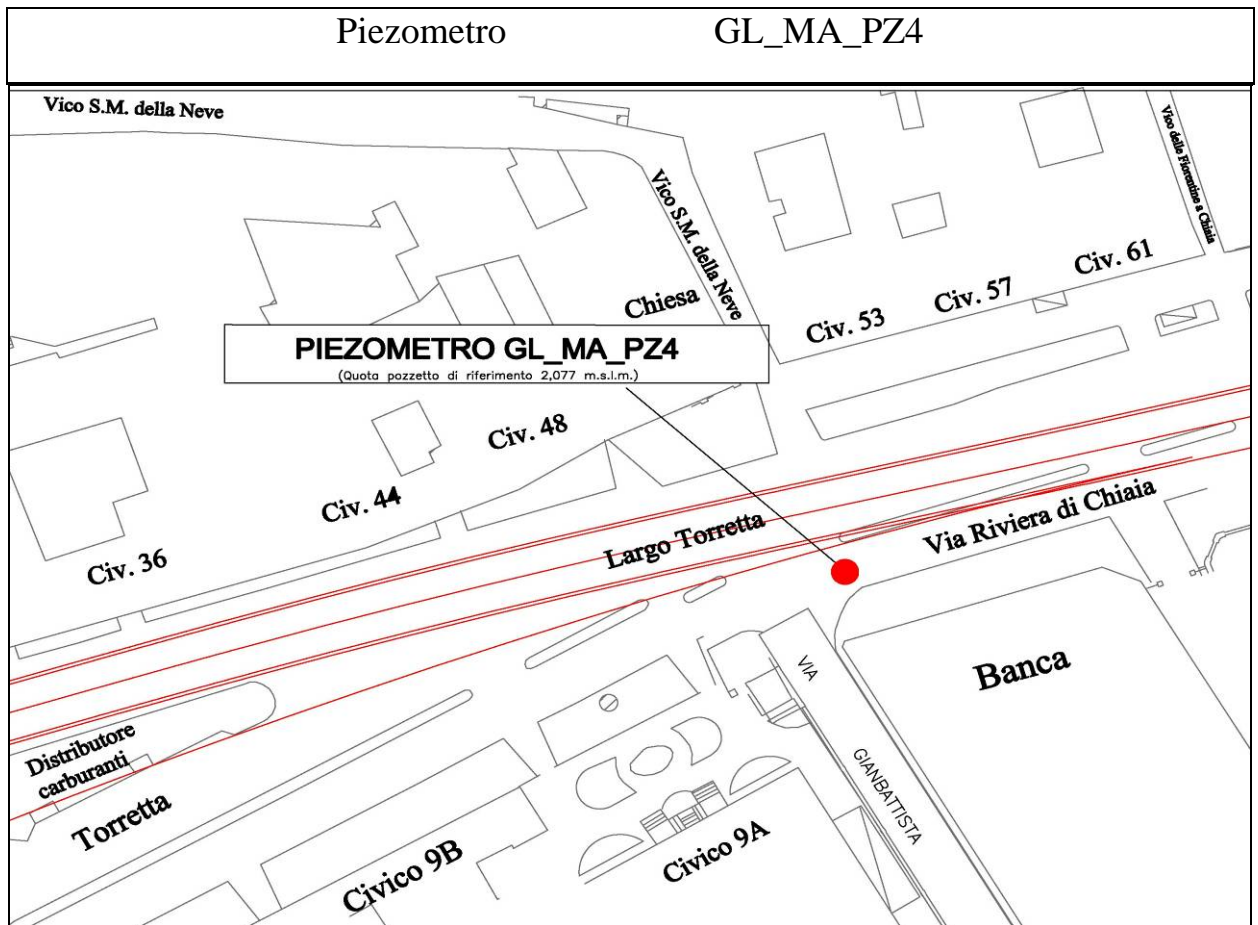 Piezometro GL_MA_PZ4
Vico S.M. della Neve
Vico delle Fiorentine a Chiaia
Vico S.M. della Neve
Civ. 61
Civ. 57
Chiesa
Civ. 53
PIEZOMETRO GL_MA_PZ4
(Quota pozzetto di riferimento 2,077 m.s.l.m.)
Civ. 48
Civ. 44
Via Riviera di Chiaia
Largo Torretta
Civ. 36
Banca
VIA
GIANBATTISTA
Distributore
carburanti
Torretta
Civico 9A
Civico 9B